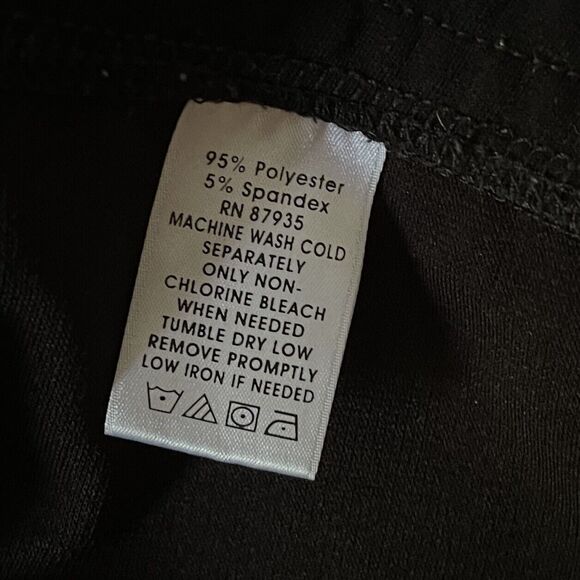 95% Polyester
5% Spandex
RN 87935
MACHINE WASH COLD
SEPARATELY
ONLY NON-
CHLORINE BLEACH
WHEN NEEDED
TUMBLE DRY LOW
REMOVE PROMPTLY
LOW IRON IF NEEDED